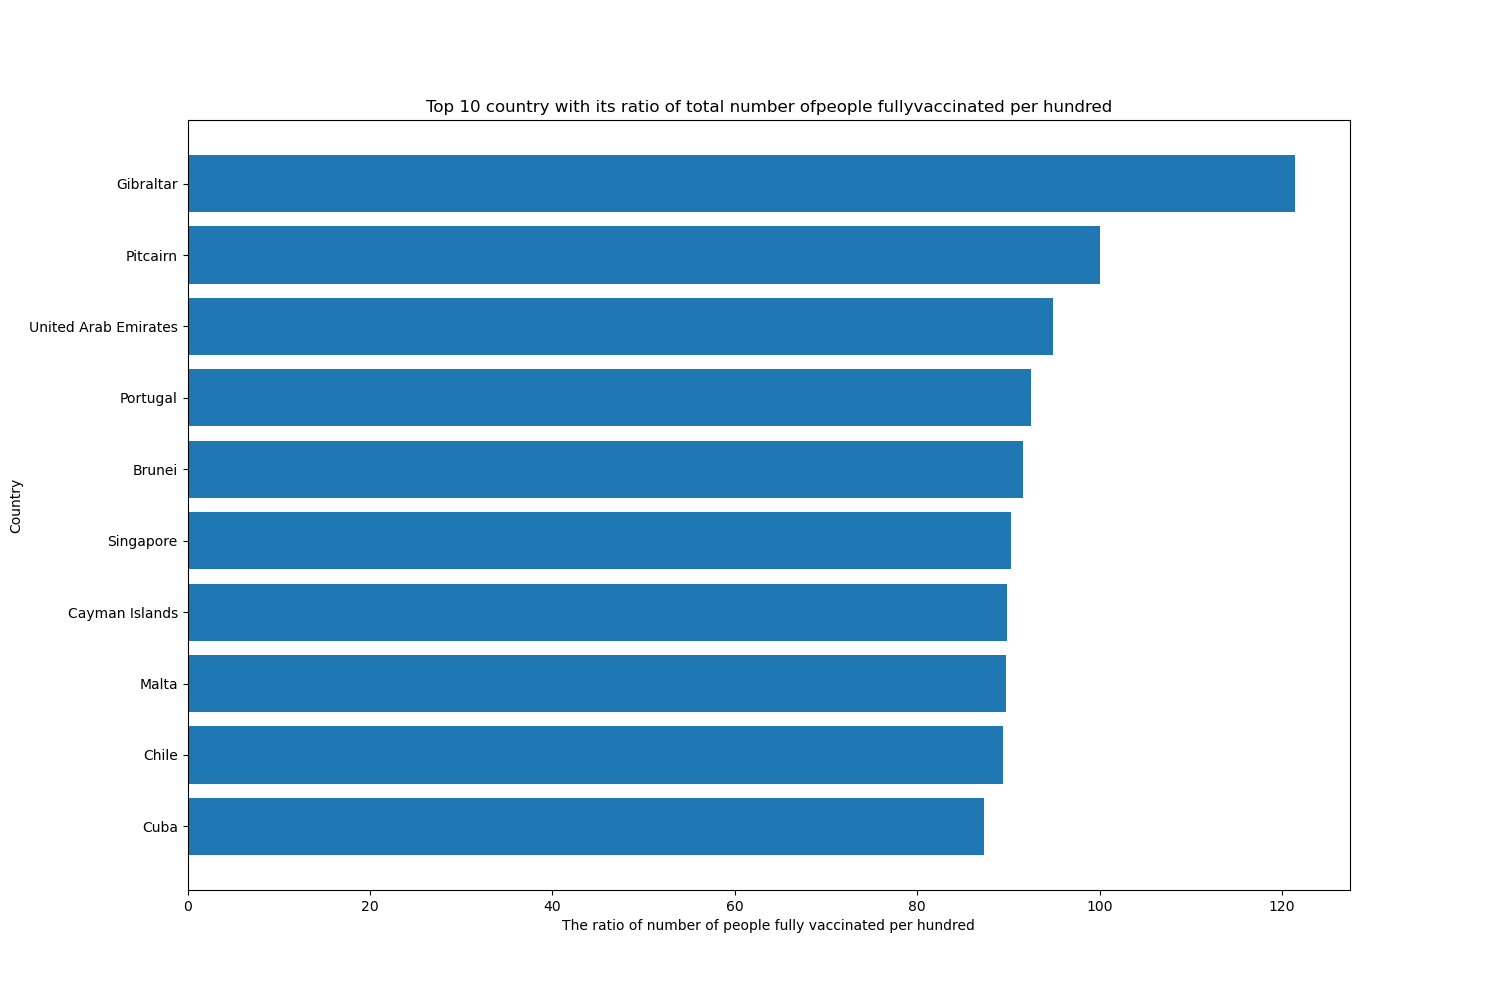 Top 10 country with its ratio of total number ofpeople fullyvaccinated per hundred
Gibraltar
Pitcairn
United Arab Emirates
Portugal
Brunei
Singapore
Cayman Islands
Malta
Chile
Cuba
Country
0 20 40 60 80 100 120
The ratio of number of people fully vaccinated per hundred